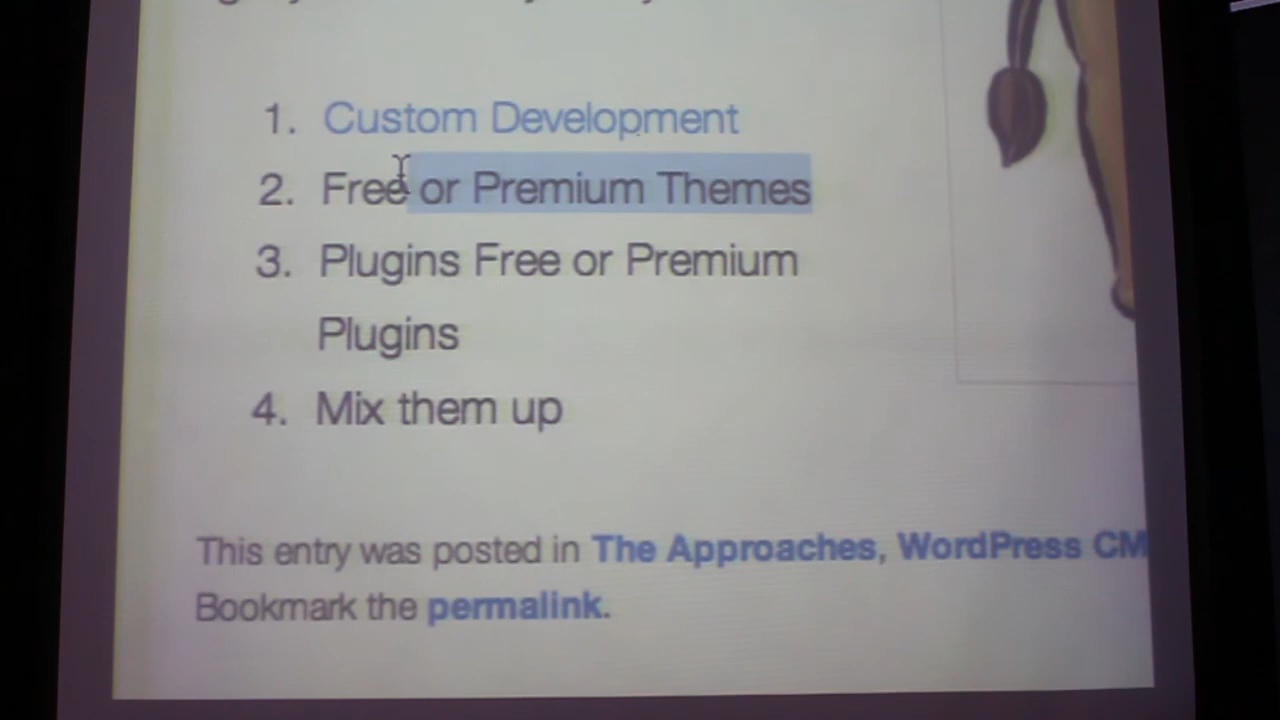 1. Custom Development
2. Free or Premium Themes
3. Plugins Free or Premium
Plugins
4. Mix them up
This entry was posted in The Approaches, WordPress CM
Bookmark the permalink.